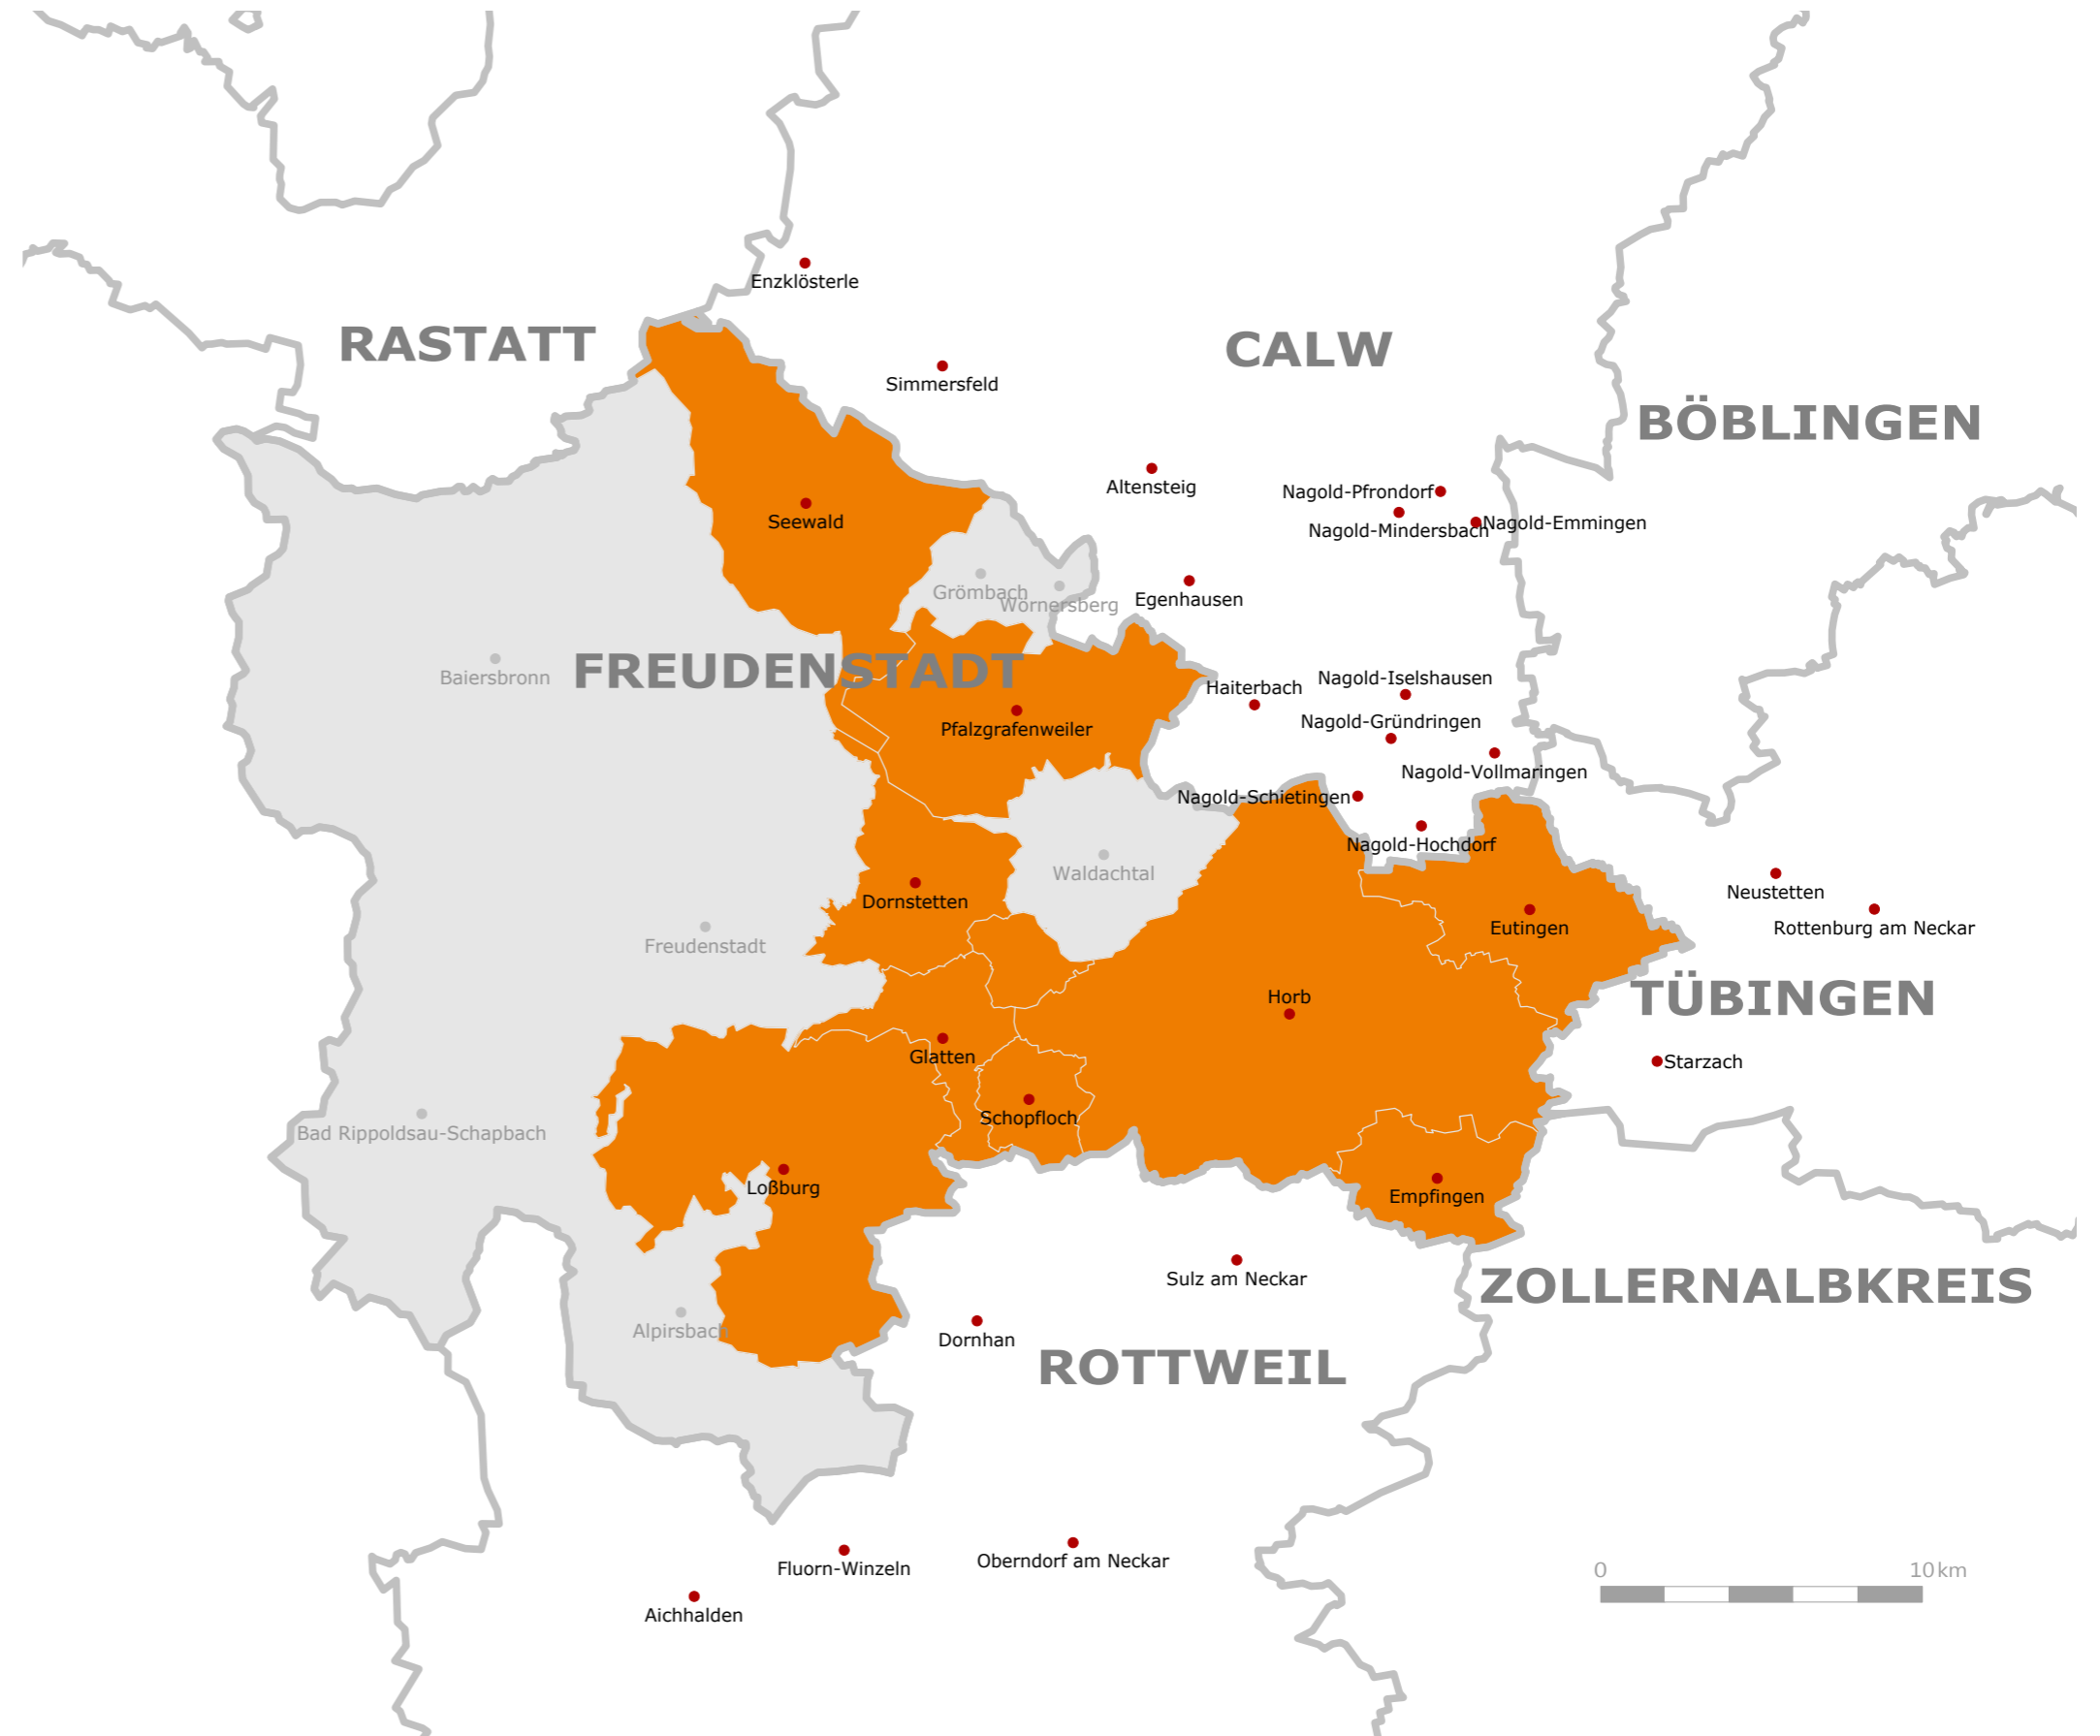 Enzklösterle
RASTATT
CALW
Simmersfeld
BÖBLINGEN
Altensteig
Nagold-Pfrondorf
Nagold-Mindersbach
Nagold-Emmingen
Seewald
Grömbach
Wörnersberg
Egenhausen
Baiersbronn
FREUDENSTADT
Haiterbach
Nagold-Iselshausen
Nagold-Gründringen
Pfalzgrafenweiler
Nagold-Vollmaringen
Nagold-Schietingen
Nagold-Hochdorf
Waldachtal
Dornstetten
Neustetten
Eutingen
Rottenburg am Neckar
Freudenstadt
Horb
TÜBINGEN
Glatten
Starzach
Schopfloch
Bad Rippoldsau-Schapbach
Loßburg
Empfingen
Sulz am Neckar
ZOLLERNALBKREIS
Alpirsbach
Dornhan
ROTTWEIL
Oberndorf am Neckar
Fluorn-Winzeln
0 10 km
Aichhalden